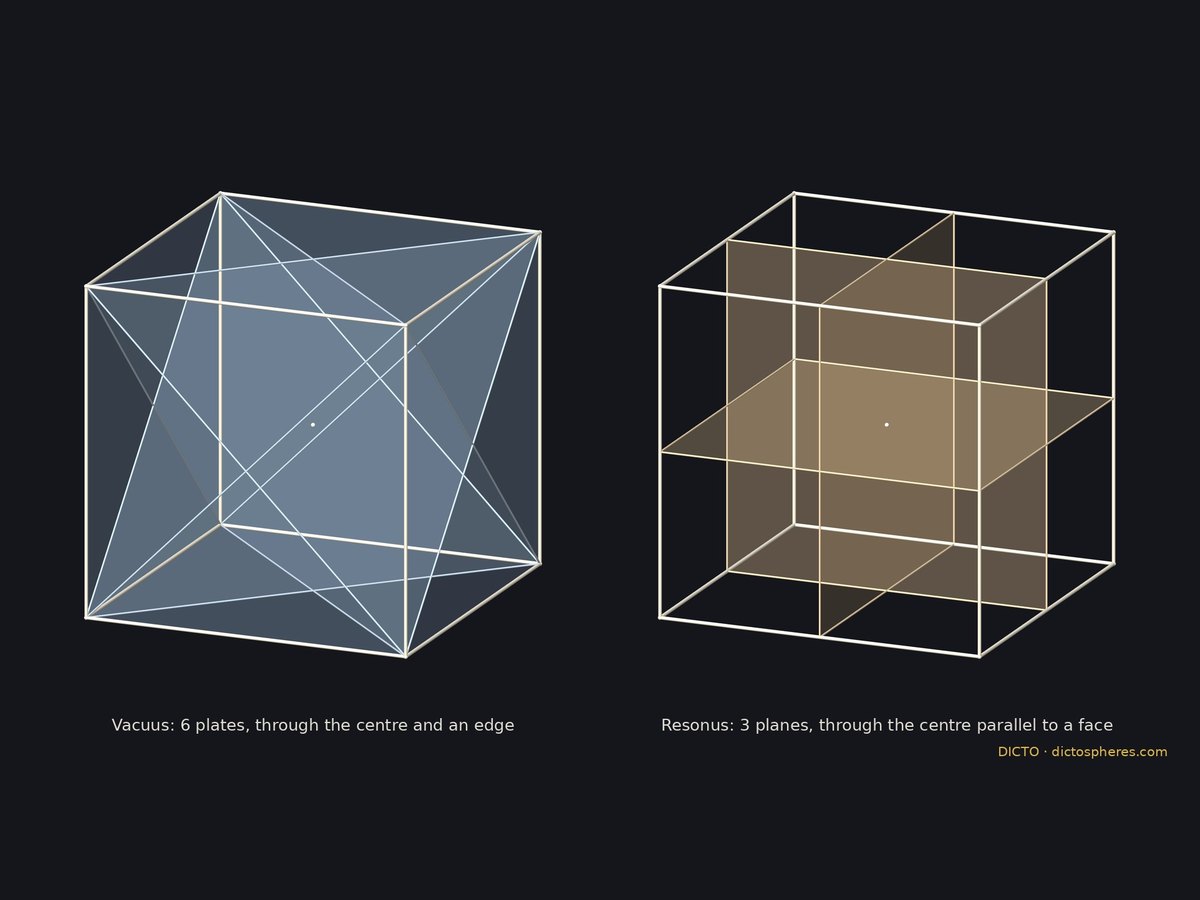 Vacuus: 6 plates, through the centre and an edge
Resonus: 3 planes, through the centre parallel to a face
DICTO · dictospheres.com